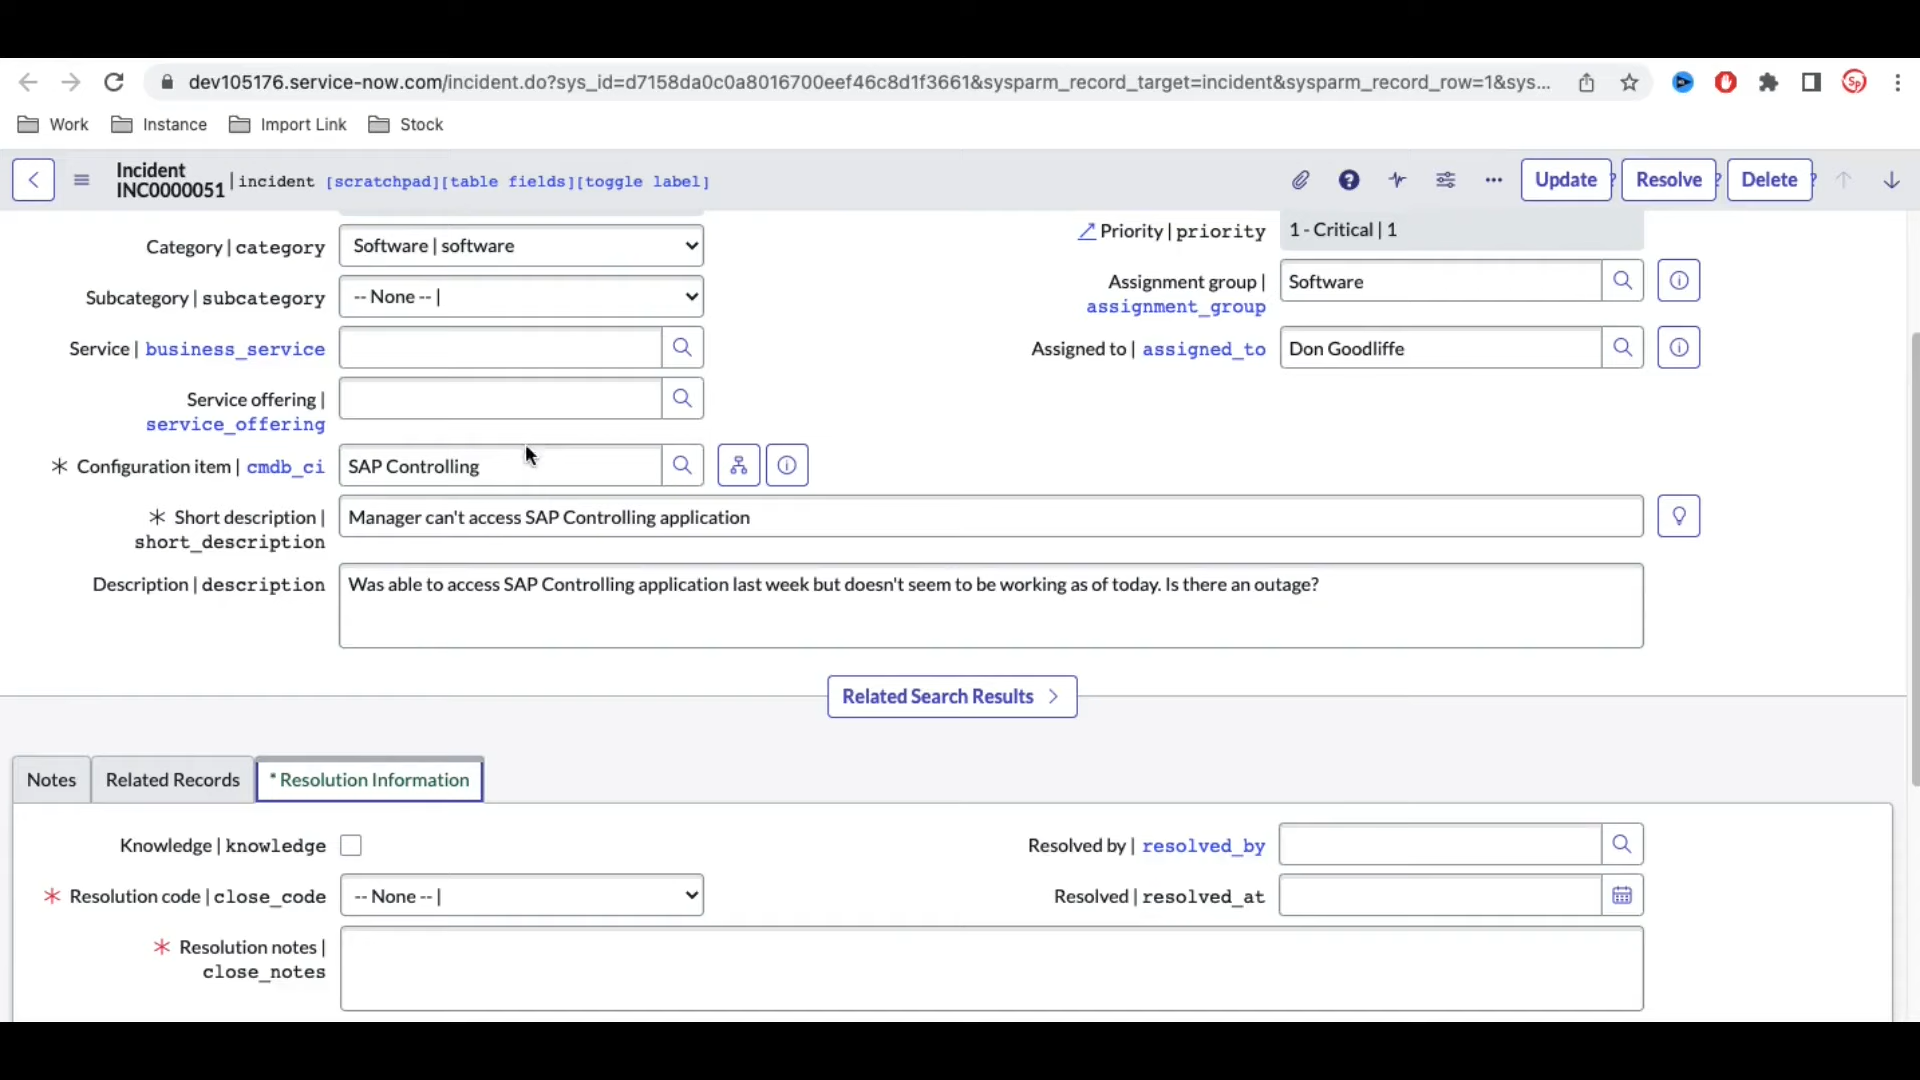 dev105176.service-now.com/incident.do?sys_id=d7158da0c0a8016700eef46c8d1f3661&sysparm_record_target=incident&sysparm_record_row=1&sys...
Sp
Work Instance Import Link Stock
Incident
INC0000051 | incident [scratchpad][table fields][toggle label]
Update ? Resolve ? Delete ?
Category | category Software | software
Priority | priority 1 - Critical | 1
Subcategory | subcategory -- None -- |
Assignment group |
assignment_group Software
Service | business_service
Assigned to | assigned_to Don Goodliffe
Service offering |
service_offering
* Configuration item | cmdb_ci SAP Controlling
* Short description |
short_description Manager can't access SAP Controlling application
Description | description Was able to access SAP Controlling application last week but doesn't seem to be working as of today. Is there an outage?
Related Search Results >
Notes Related Records * Resolution Information
Knowledge | knowledge
Resolved by | resolved_by
* Resolution code | close_code -- None -- |
Resolved | resolved_at
* Resolution notes |
close_notes